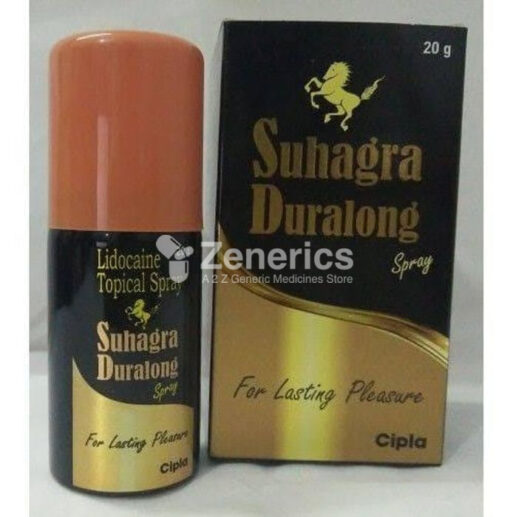 20 g
Suhagra
Duralong
Spray
For Lasting Pleasure
Cipla
Lidocaine
Topical Spray
Suhagra
Duralong
Spray
For Lasting Pleasure
Cipla
Zenerics
A 2 Z Generic Medicines Store